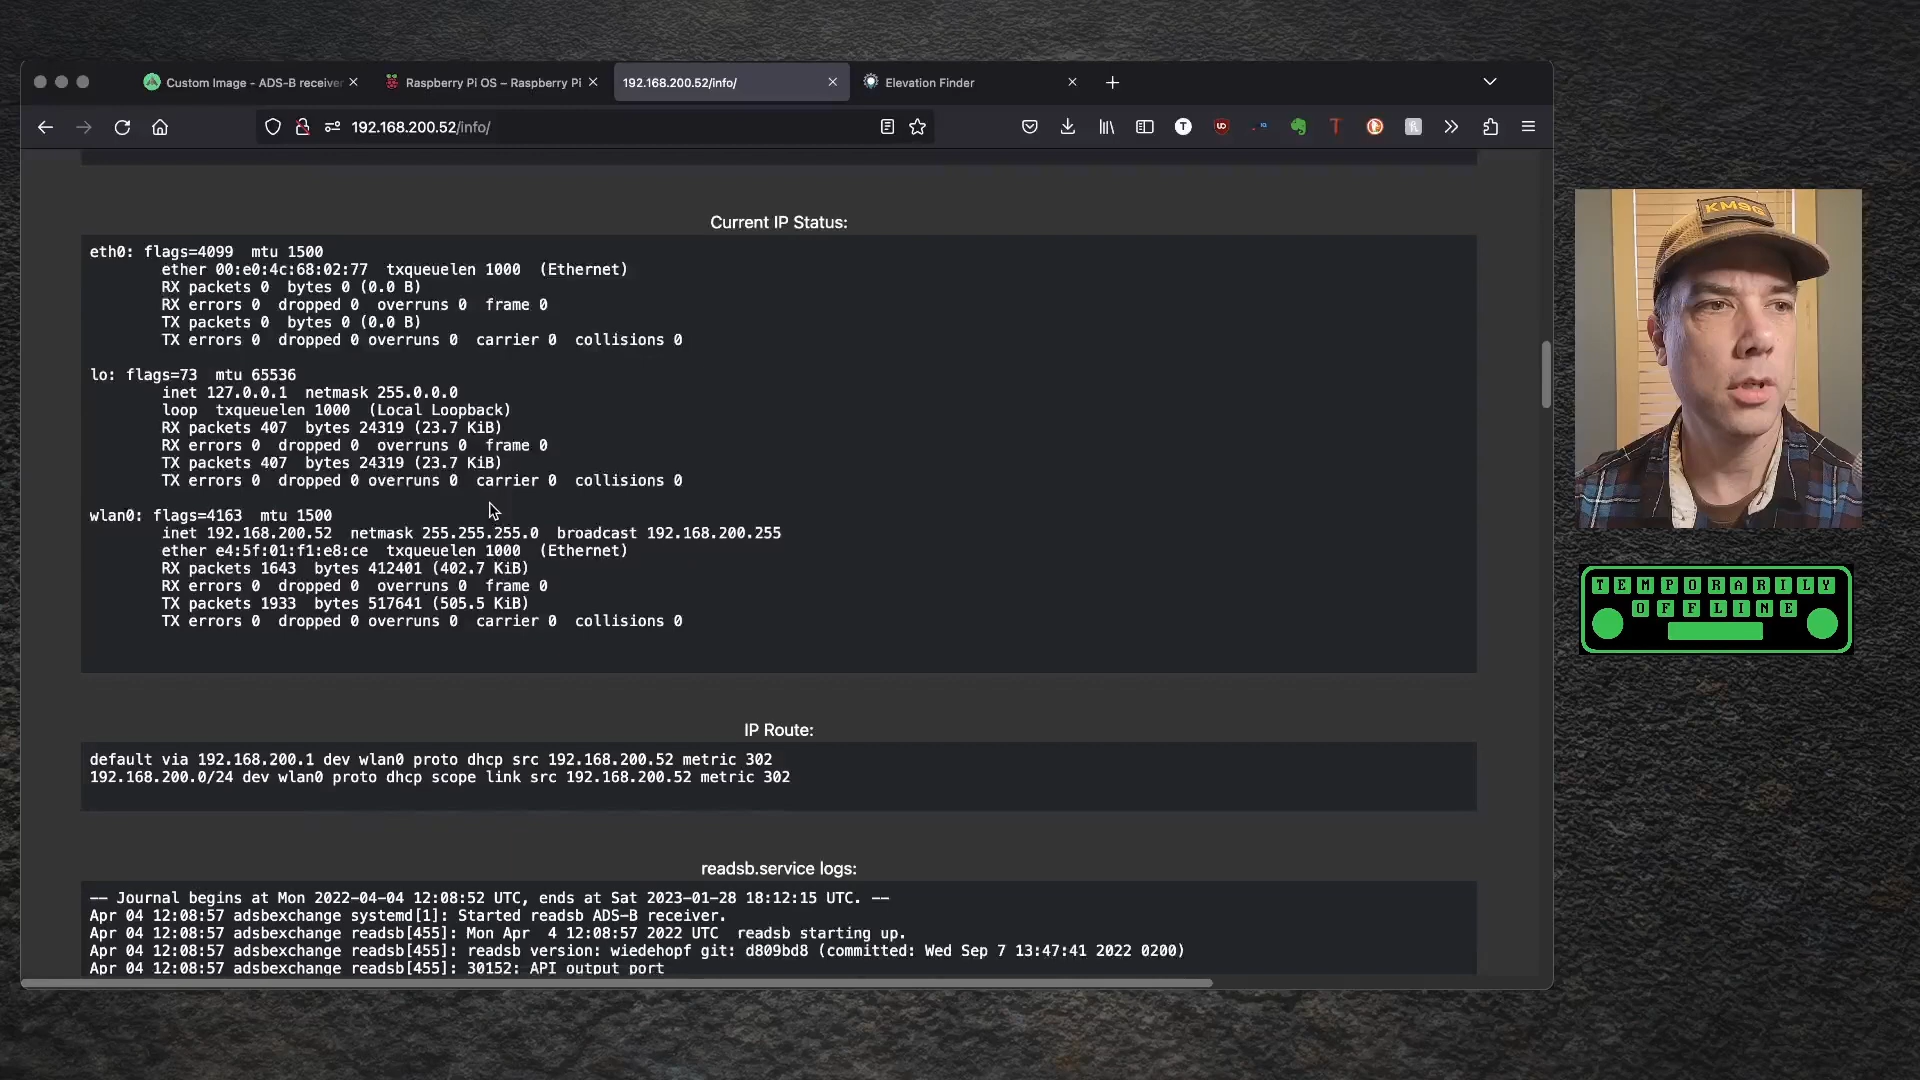 Custom Image - ADS-B receiver
Raspberry Pi OS – Raspberry Pi
192.168.200.52/info/
Elevation Finder
192.168.200.52/info/
Current IP Status:
eth0: flags=4099  mtu 1500
ether 00:e0:4c:68:02:77  txqueuelen 1000  (Ethernet)
RX packets 0  bytes 0 (0.0 B)
RX errors 0  dropped 0  overruns 0  frame 0
TX packets 0  bytes 0 (0.0 B)
TX errors 0  dropped 0 overruns 0  carrier 0  collisions 0
lo: flags=73  mtu 65536
inet 127.0.0.1  netmask 255.0.0.0
loop  txqueuelen 1000  (Local Loopback)
RX packets 407  bytes 24319 (23.7 KiB)
RX errors 0  dropped 0  overruns 0  frame 0
TX packets 407  bytes 24319 (23.7 KiB)
TX errors 0  dropped 0 overruns 0  carrier 0  collisions 0
wlan0: flags=4163  mtu 1500
inet 192.168.200.52  netmask 255.255.255.0  broadcast 192.168.200.255
ether e4:5f:01:f1:e8:ce  txqueuelen 1000  (Ethernet)
RX packets 1643  bytes 412401 (402.7 KiB)
RX errors 0  dropped 0  overruns 0  frame 0
TX packets 1933  bytes 517641 (505.5 KiB)
TX errors 0  dropped 0 overruns 0  carrier 0  collisions 0
IP Route:
default via 192.168.200.1 dev wlan0 proto dhcp src 192.168.200.52 metric 302
192.168.200.0/24 dev wlan0 proto dhcp scope link src 192.168.200.52 metric 302
readsb.service logs:
-- Journal begins at Mon 2022-04-04 12:08:52 UTC, ends at Sat 2023-01-28 18:12:15 UTC. --
Apr 04 12:08:57 adsbexchange systemd[1]: Started readsb ADS-B receiver.
Apr 04 12:08:57 adsbexchange readsb[455]: Mon Apr  4 12:08:57 2022 UTC  readsb starting up.
Apr 04 12:08:57 adsbexchange readsb[455]: readsb version: wiedehopf git: d809bd8 (committed: Wed Sep 7 13:47:41 2022 0200)
Apr 04 12:08:57 adsbexchange readsb[455]: 30152: API output port
KM9G
TEMPORARILY
OFFLINE